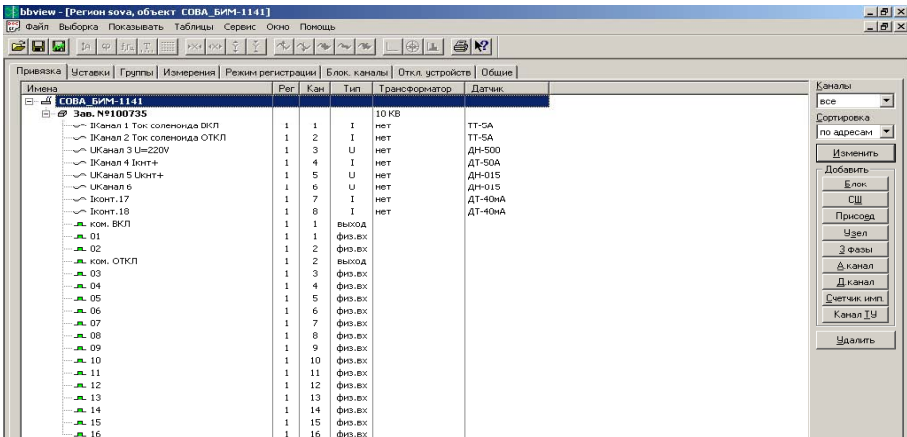 bbview - [Регион sova, объект СОВА_БИМ-1141]
Файл Выборка Показывать Таблицы Сервис Окно Помощь
Привязка Уставки Группы Измерения Режим регистрации Блок. каналы Откл. устройств Общие
Имена Рег Кан Тип Трансформатор Датчик
СОВА_БИМ-1141
Зав. №100735 10 КВ
IКанал 1 Ток соленоида ВКЛ 1 1 I нет ТТ-5А
IКанал 2 Ток соленоида ОТКЛ 1 2 I нет ТТ-5А
UКанал 3 U=220V 1 3 U нет ДН-500
IКанал 4 Iкнт+ 1 4 I нет ДТ-50А
UКанал 5 Uкнт+ 1 5 U нет ДН-015
UКанал 6 1 6 U нет ДН-015
Iконт.17 1 7 I нет ДТ-40мА
Iконт.18 1 8 I нет ДТ-40мА
ком. ВКЛ 1 1 выход
01 1 1 физ.вх
02 1 2 физ.вх
ком. ОТКЛ 1 2 выход
03 1 3 физ.вх
04 1 4 физ.вх
05 1 5 физ.вх
06 1 6 физ.вх
07 1 7 физ.вх
08 1 8 физ.вх
09 1 9 физ.вх
10 1 10 физ.вх
11 1 11 физ.вх
12 1 12 физ.вх
13 1 13 физ.вх
14 1 14 физ.вх
15 1 15 физ.вх
16 1 16 физ.вх
Каналы
все
Сортировка
по адресам
Изменить
Добавить
Блок
СШ
Присоед
Узел
3 фазы
А.канал
Д.канал
Счетчик имп.
Канал ТУ
Удалить